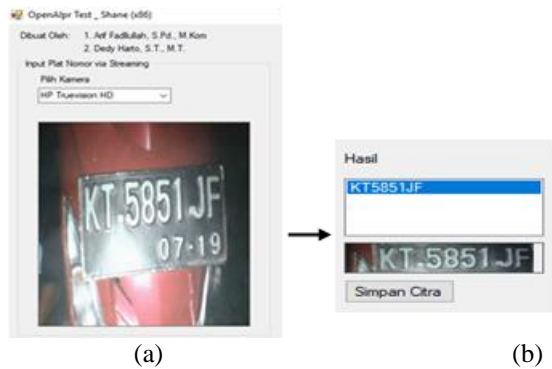 OpenAlpr Test _ Shane (x86)
Dibuat Oleh: 1. Arif Fadllullah, S.Pd., M.Kom
2. Dedy Harto, S.T., M.T.
Input Plat Nomor via Streaming
Pilih Kamera
HP Truevision HD
KT.5851 JF
07-19
Hasil
KT5851JF
KT.5851 JF
Simpan Citra
(a) (b)